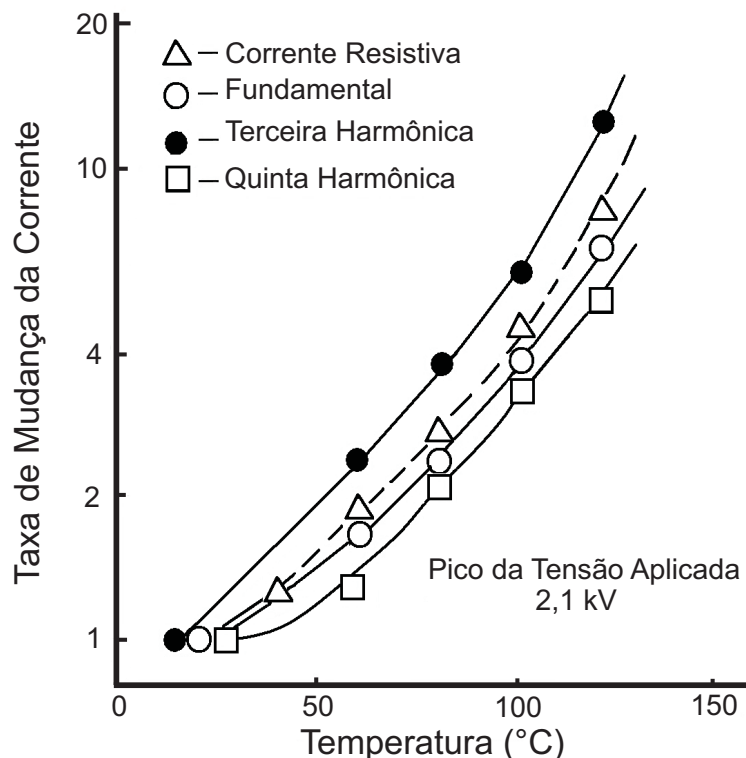 20
10
4
2
1
Taxa de Mudança da Corrente
– Corrente Resistiva
– Fundamental
– Terceira Harmônica
– Quinta Harmônica
Pico da Tensão Aplicada
2,1 kV
0 50 100 150
Temperatura (°C)